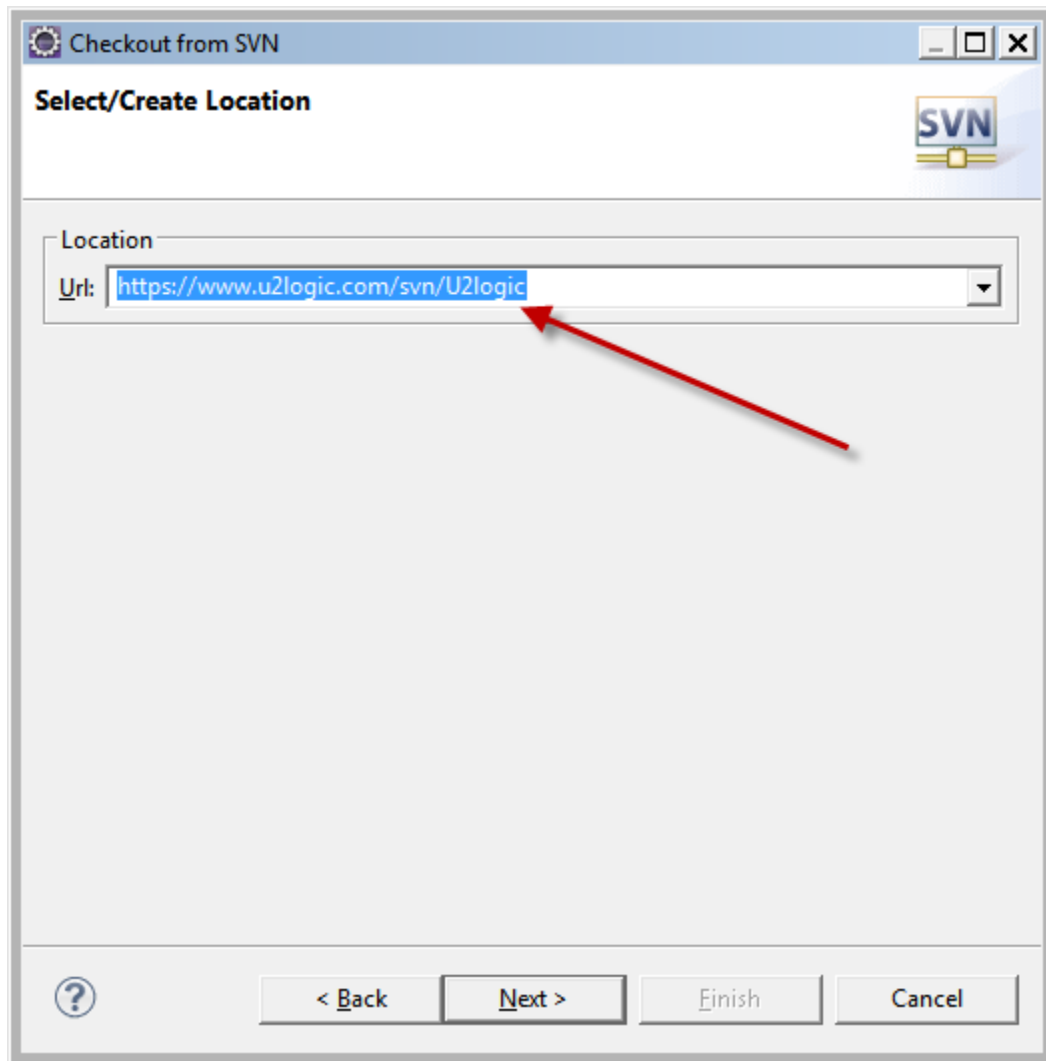 Checkout from SVN
Select/Create Location
SVN
Location
Url: https://www.u2logic.com/svn/U2logic
?
< Back Next > Finish Cancel